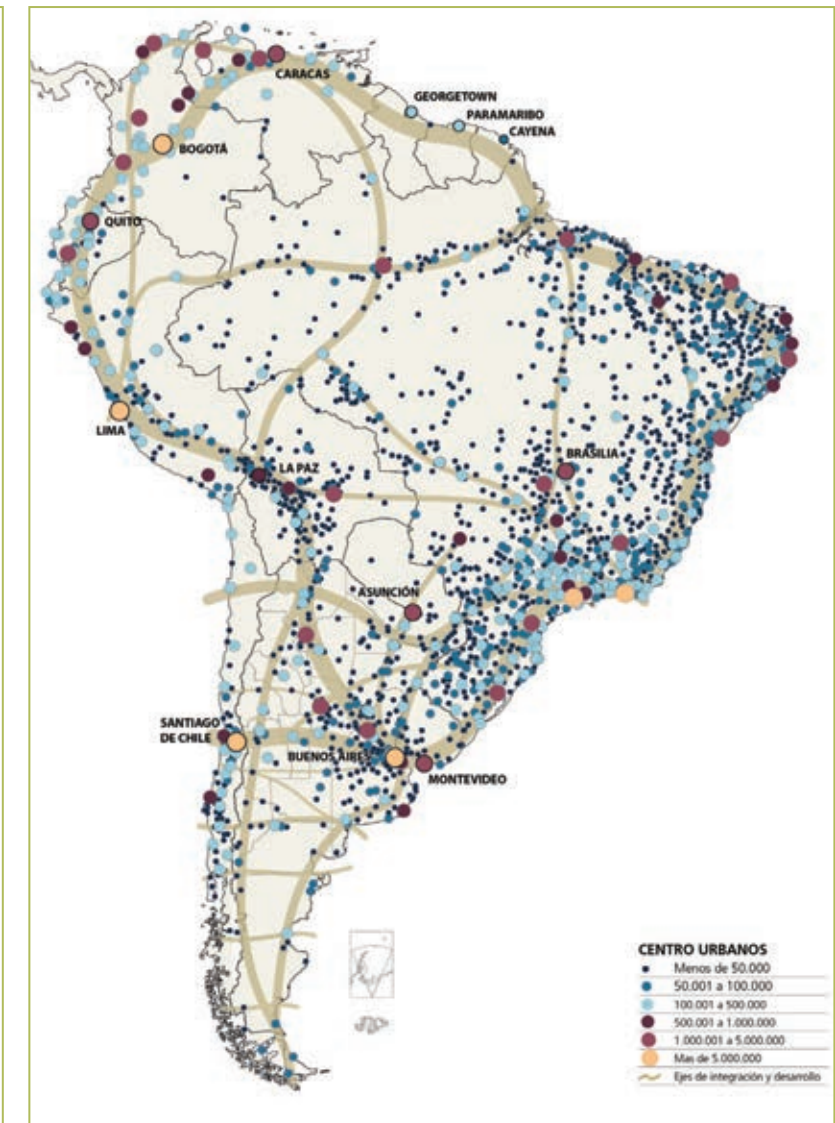 CARACAS
GEORGETOWN
PARAMARIBO
CAYENA
BOGOTÁ
QUITO
LIMA
LA PAZ
BRASILIA
ASUNCIÓN
SANTIAGO
DE CHILE
BUENOS AIRES
MONTEVIDEO
CENTRO URBANOS
Menos de 50.000
50.001 a 100.000
100.001 a 500.000
500.001 a 1.000.000
1.000.001 a 5.000.000
Mas de 5.000.000
Ejes de integración y desarrollo